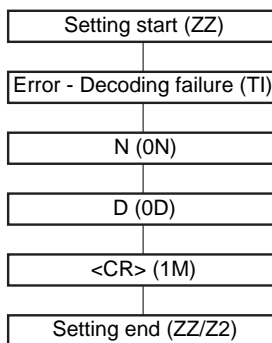 Setting start (ZZ)
Error - Decoding failure (TI)
N (0N)
D (0D)
<CR> (1M)
Setting end (ZZ/Z2)